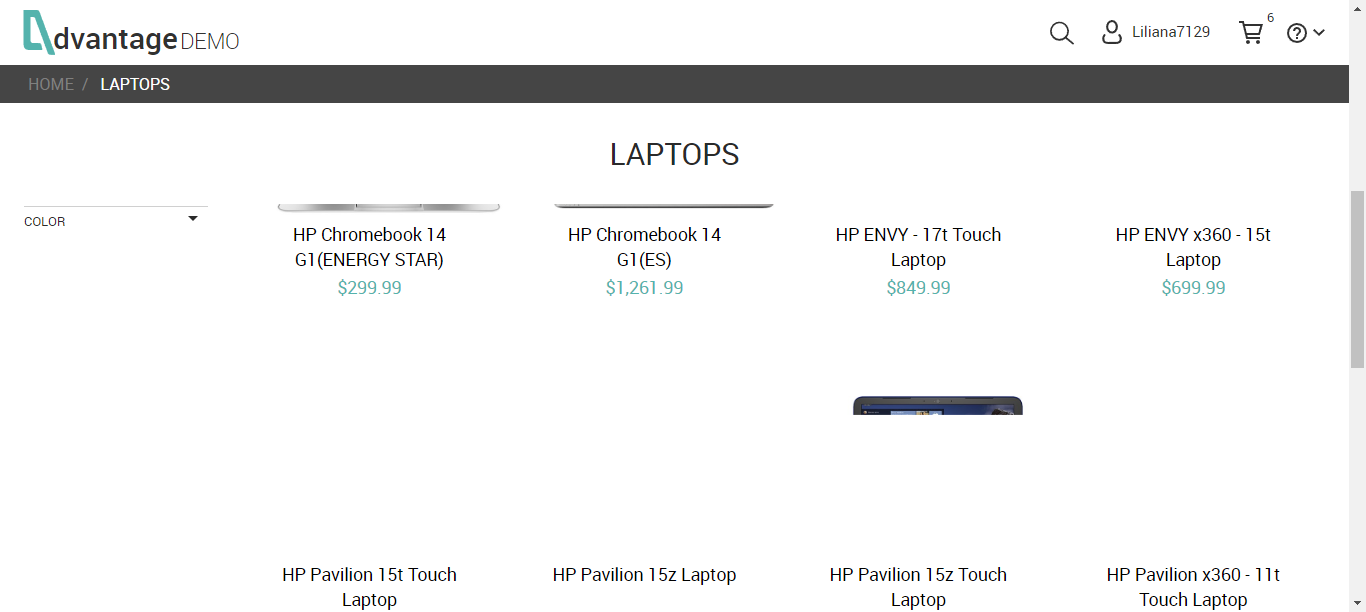 dvantage DEMO
Liliana7129
6
HOME / LAPTOPS
LAPTOPS
COLOR
HP Chromebook 14
G1(ENERGY STAR)
$299.99
HP Chromebook 14
G1(ES)
$1,261.99
HP ENVY - 17t Touch
Laptop
$849.99
HP ENVY x360 - 15t
Laptop
$699.99
HP Pavilion 15t Touch
Laptop
HP Pavilion 15z Laptop
HP Pavilion 15z Touch
Laptop
HP Pavilion x360 - 11t
Touch Laptop